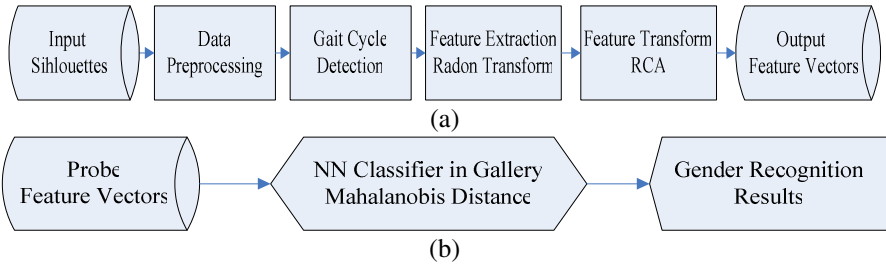 Input
Sihlouettes
Data
Preprocessing
Gait Cycle
Detection
Feature Extraction
Radon Transform
Feature Transform
RCA
Output
Feature Vectors
(a)
Probe
Feature Vectors
NN Classifier in Gallery
Mahalanobis Distance
Gender Recognition
Results
(b)